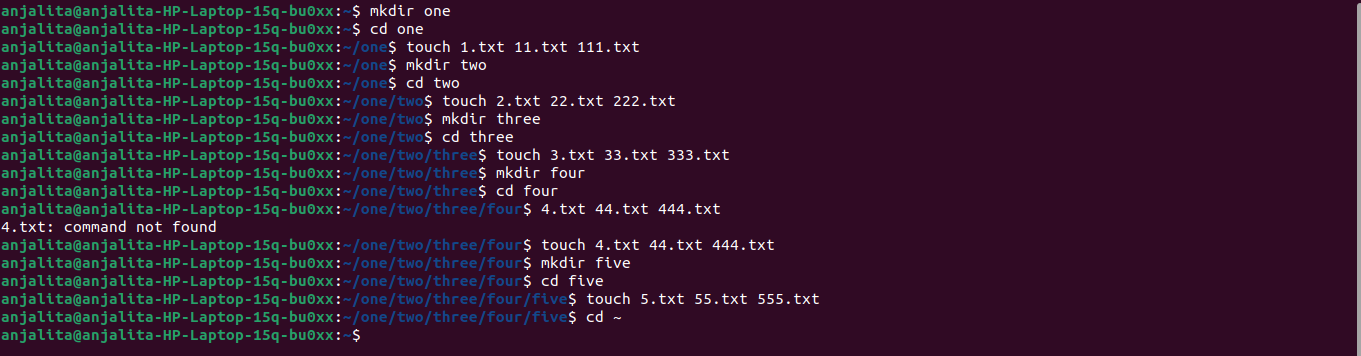 anjalita@anjalita-HP-Laptop-15q-bu0xx:~$ mkdir one
anjalita@anjalita-HP-Laptop-15q-bu0xx:~$ cd one
anjalita@anjalita-HP-Laptop-15q-bu0xx:~/one$ touch 1.txt 11.txt 111.txt
anjalita@anjalita-HP-Laptop-15q-bu0xx:~/one$ mkdir two
anjalita@anjalita-HP-Laptop-15q-bu0xx:~/one$ cd two
anjalita@anjalita-HP-Laptop-15q-bu0xx:~/one/two$ touch 2.txt 22.txt 222.txt
anjalita@anjalita-HP-Laptop-15q-bu0xx:~/one/two$ mkdir three
anjalita@anjalita-HP-Laptop-15q-bu0xx:~/one/two$ cd three
anjalita@anjalita-HP-Laptop-15q-bu0xx:~/one/two/three$ touch 3.txt 33.txt 333.txt
anjalita@anjalita-HP-Laptop-15q-bu0xx:~/one/two/three$ mkdir four
anjalita@anjalita-HP-Laptop-15q-bu0xx:~/one/two/three$ cd four
anjalita@anjalita-HP-Laptop-15q-bu0xx:~/one/two/three/four$ 4.txt 44.txt 444.txt
4.txt: command not found
anjalita@anjalita-HP-Laptop-15q-bu0xx:~/one/two/three/four$ touch 4.txt 44.txt 444.txt
anjalita@anjalita-HP-Laptop-15q-bu0xx:~/one/two/three/four$ mkdir five
anjalita@anjalita-HP-Laptop-15q-bu0xx:~/one/two/three/four$ cd five
anjalita@anjalita-HP-Laptop-15q-bu0xx:~/one/two/three/four/five$ touch 5.txt 55.txt 555.txt
anjalita@anjalita-HP-Laptop-15q-bu0xx:~/one/two/three/four/five$ cd ~
anjalita@anjalita-HP-Laptop-15q-bu0xx:~$